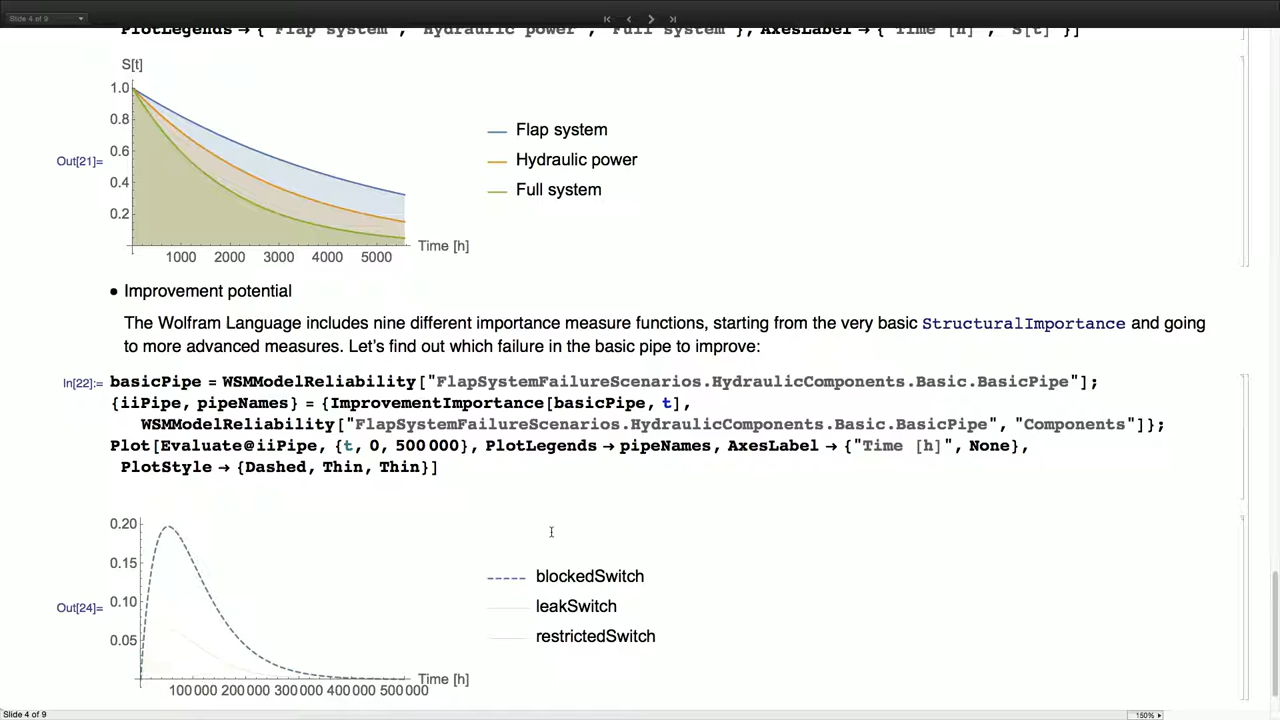 Slide 4 of 9
PlotLegends → {"Flap system", "Hydraulic power", "Full system"}, AxesLabel → {"Time [h]", "S[t]"}]
S[t]
1.0
0.8
0.6
Out[21]=
0.4
0.2
1000 2000 3000 4000 5000
Time [h]
Flap system
Hydraulic power
Full system
• Improvement potential
The Wolfram Language includes nine different importance measure functions, starting from the very basic StructuralImportance and going
to more advanced measures. Let's find out which failure in the basic pipe to improve:
In[22]:= basicPipe = WSMModelReliability["FlapSystemFailureScenarios.HydraulicComponents.Basic.BasicPipe"];
{iiPipe, pipeNames} = {ImprovementImportance[basicPipe, t],
WSMModelReliability["FlapSystemFailureScenarios.HydraulicComponents.Basic.BasicPipe", "Components"]};
Plot[Evaluate@iiPipe, {t, 0, 500 000}, PlotLegends → pipeNames, AxesLabel → {"Time [h]", None},
PlotStyle → {Dashed, Thin, Thin}]
0.20
0.15
0.10
Out[24]=
0.05
100 000 200 000 300 000 400 000 500 000
Time [h]
blockedSwitch
leakSwitch
restrictedSwitch
Slide 4 of 9
150%